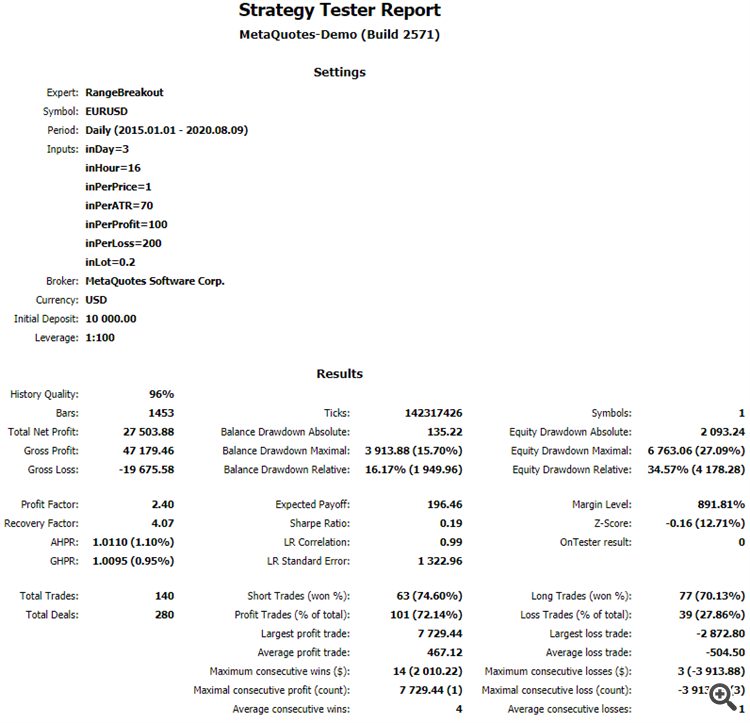 Strategy Tester Report
MetaQuotes-Demo (Build 2571)
Settings
Expert: RangeBreakout
Symbol: EURUSD
Period: Daily (2015.01.01 - 2020.08.09)
Inputs: inDay=3
inHour=16
inPerPrice=1
inPerATR=70
inPerProfit=100
inPerLoss=200
inLot=0.2
Broker: MetaQuotes Software Corp.
Currency: USD
Initial Deposit: 10 000.00
Leverage: 1:100
Results
History Quality: 96%
Bars: 1453 Ticks: 142317426 Symbols: 1
Total Net Profit: 27 503.88 Balance Drawdown Absolute: 135.22 Equity Drawdown Absolute: 2 093.24
Gross Profit: 47 179.46 Balance Drawdown Maximal: 3 913.88 (15.70%) Equity Drawdown Maximal: 6 763.06 (27.09%)
Gross Loss: -19 675.58 Balance Drawdown Relative: 16.17% (1 949.96) Equity Drawdown Relative: 34.57% (4 178.28)
Profit Factor: 2.40 Expected Payoff: 196.46 Margin Level: 891.81%
Recovery Factor: 4.07 Sharpe Ratio: 0.19 Z-Score: -0.16 (12.71%)
AHPR: 1.0110 (1.10%) LR Correlation: 0.99 OnTester result: 0
GHPR: 1.0095 (0.95%) LR Standard Error: 1 322.96
Total Trades: 140 Short Trades (won %): 63 (74.60%) Long Trades (won %): 77 (70.13%)
Total Deals: 280 Profit Trades (% of total): 101 (72.14%) Loss Trades (% of total): 39 (27.86%)
Largest profit trade: 7 729.44 Largest loss trade: -2 872.80
Average profit trade: 467.12 Average loss trade: -504.50
Maximum consecutive wins ($): 14 (2 010.22) Maximum consecutive losses ($): 3 (-3 913.88)
Maximal consecutive profit (count): 7 729.44 (1) Maximal consecutive loss (count): (3)
Average consecutive wins: 4 Average consecutive losses: 1